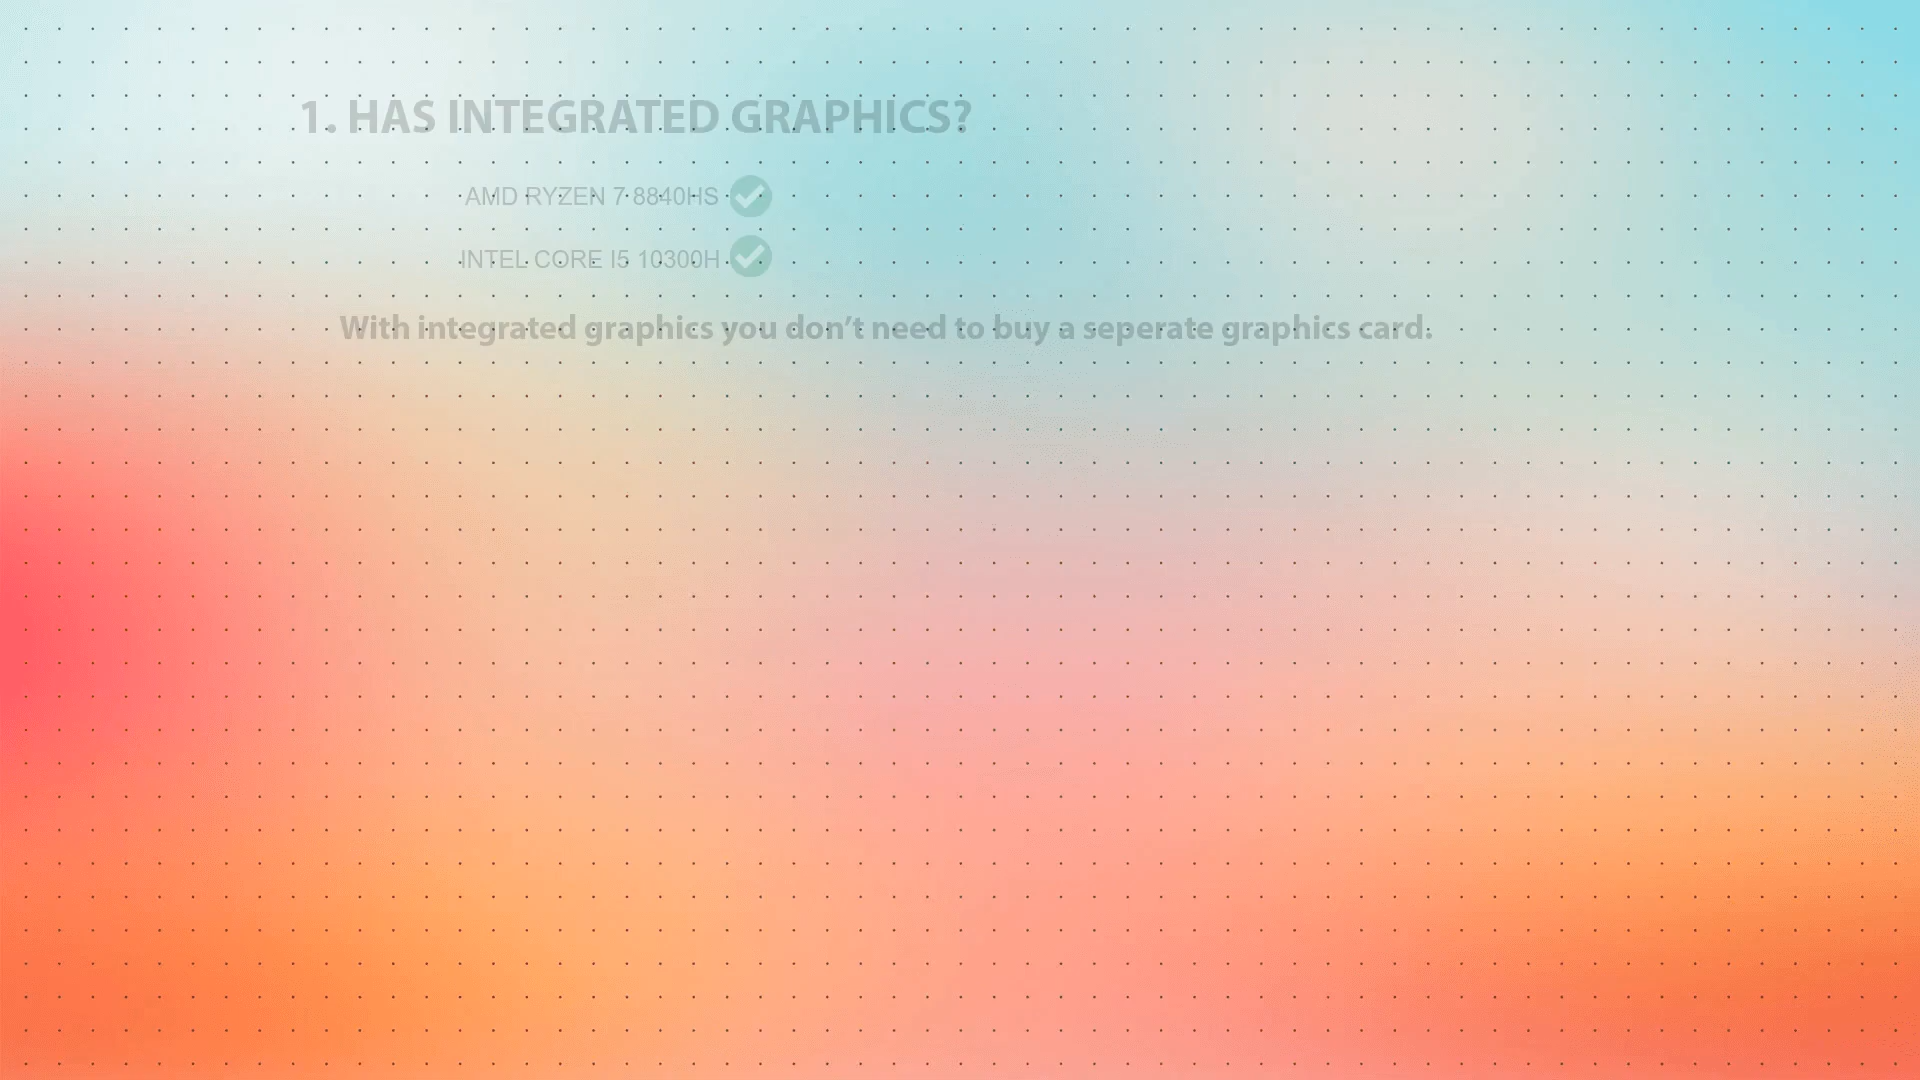 1. HAS INTEGRATED GRAPHICS?
AMD RYZEN 7 8840HS
INTEL CORE I5 10300H
With integrated graphics you don’t need to buy a seperate graphics card.